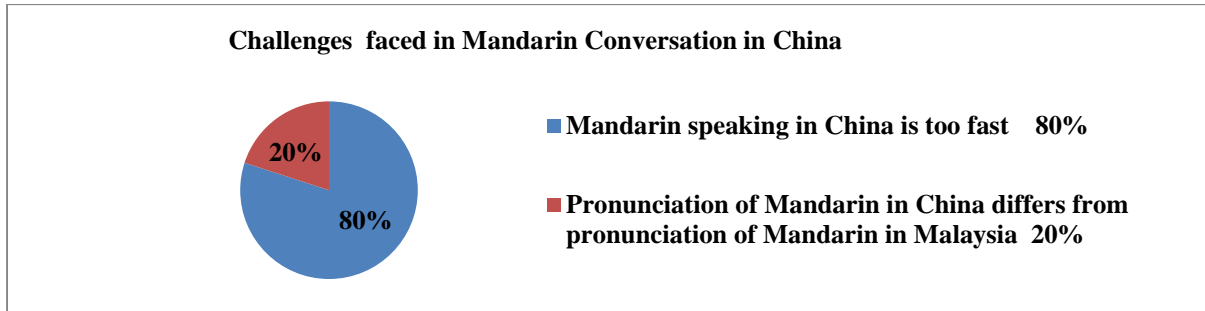 Challenges faced in Mandarin Conversation in China
20%
80%
Mandarin speaking in China is too fast 80%
Pronunciation of Mandarin in China differs from
pronunciation of Mandarin in Malaysia 20%